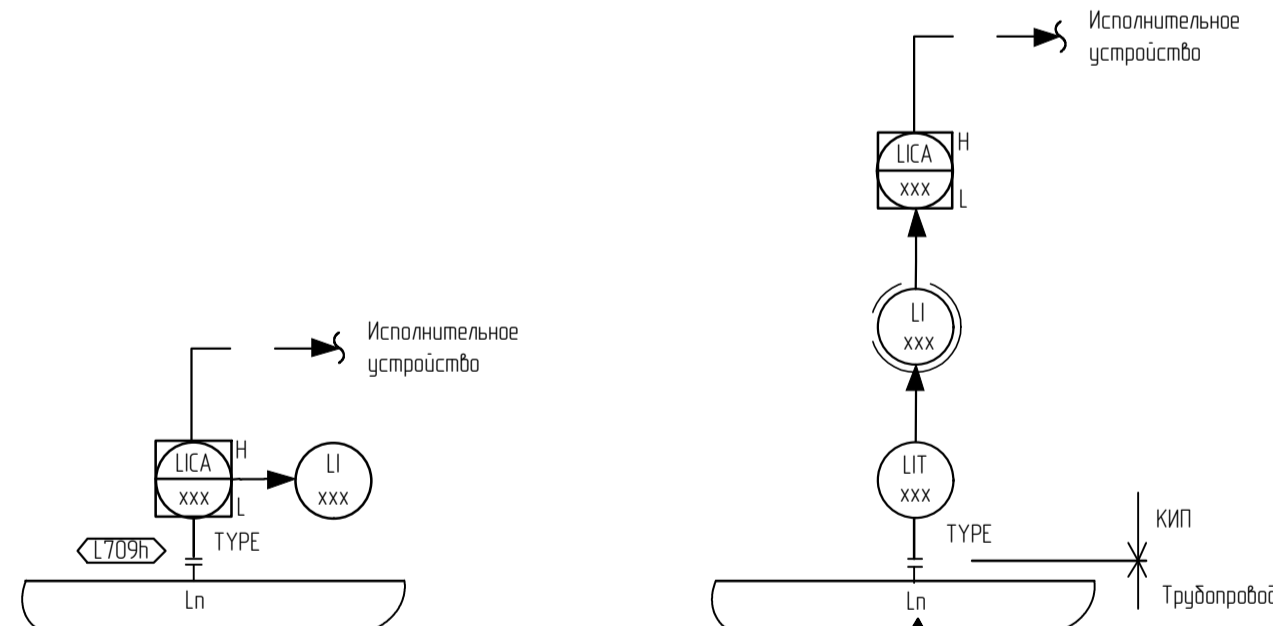 Исполнительное
устройство
LICA
xxx
H
L
LI
xxx
L709h
TYPE
Ln
Исполнительное
устройство
LICA
xxx
H
L
LI
xxx
LIT
xxx
TYPE
КИП
Трубопровод
Ln